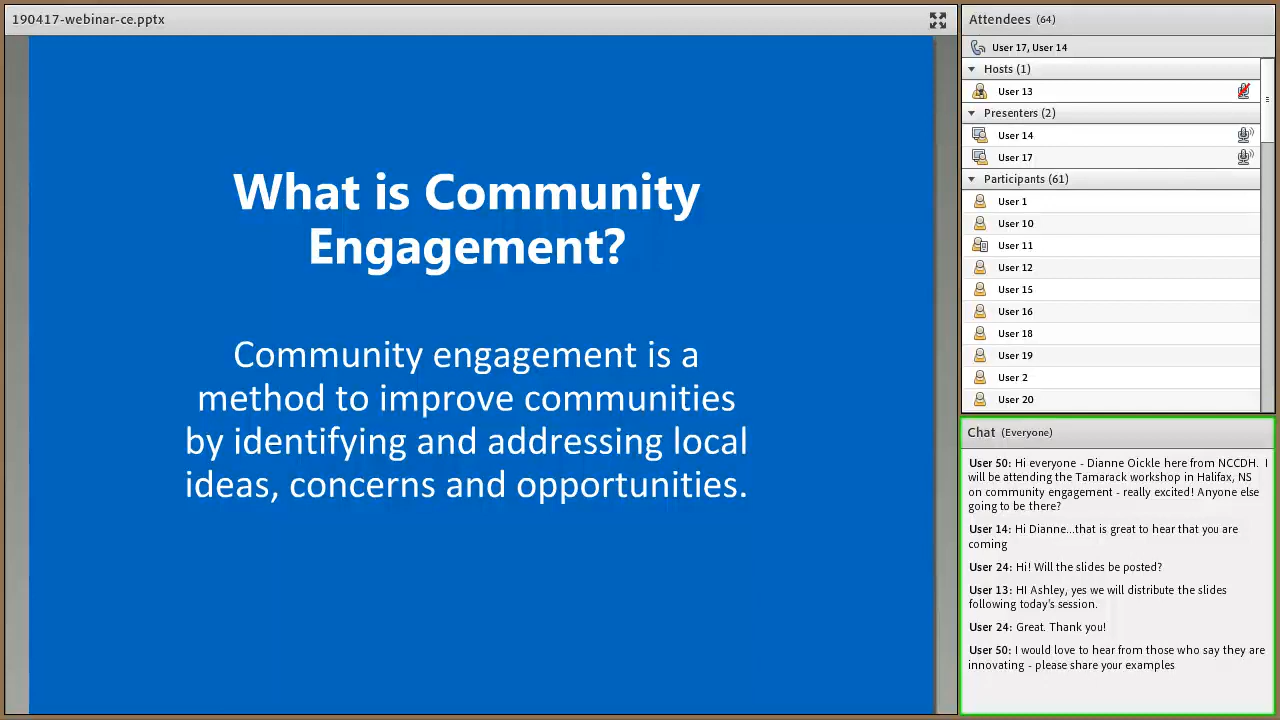 190417-webinar-ce.pptx
What is Community
Engagement?
Community engagement is a
method to improve communities
by identifying and addressing local
ideas, concerns and opportunities.
Attendees (64)
User 17, User 14
Hosts (1)
User 13
Presenters (2)
User 14
User 17
Participants (61)
User 1
User 10
User 11
User 12
User 15
User 16
User 18
User 19
User 2
User 20
Chat (Everyone)
User 50: Hi everyone - Dianne Oickle here from NCCDH. I
will be attending the Tamarack workshop in Halifax, NS
on community engagement - really excited! Anyone else
going to be there?
User 14: Hi Dianne...that is great to hear that you are
coming
User 24: Hi! Will the slides be posted?
User 13: HI Ashley, yes we will distribute the slides
following today's session.
User 24: Great. Thank you!
User 50: I would love to hear from those who say they are
innovating - please share your examples